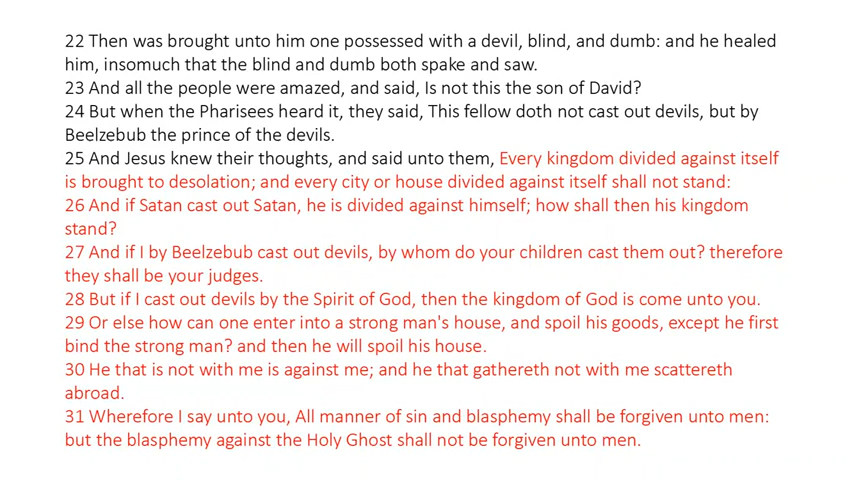 22 Then was brought unto him one possessed with a devil, blind, and dumb: and he healed
him, insomuch that the blind and dumb both spake and saw.
23 And all the people were amazed, and said, Is not this the son of David?
24 But when the Pharisees heard it, they said, This fellow doth not cast out devils, but by
Beelzebub the prince of the devils.
25 And Jesus knew their thoughts, and said unto them, Every kingdom divided against itself
is brought to desolation; and every city or house divided against itself shall not stand:
26 And if Satan cast out Satan, he is divided against himself; how shall then his kingdom
stand?
27 And if I by Beelzebub cast out devils, by whom do your children cast them out? therefore
they shall be your judges.
28 But if I cast out devils by the Spirit of God, then the kingdom of God is come unto you.
29 Or else how can one enter into a strong man's house, and spoil his goods, except he first
bind the strong man? and then he will spoil his house.
30 He that is not with me is against me; and he that gathereth not with me scattereth
abroad.
31 Wherefore I say unto you, All manner of sin and blasphemy shall be forgiven unto men:
but the blasphemy against the Holy Ghost shall not be forgiven unto men.